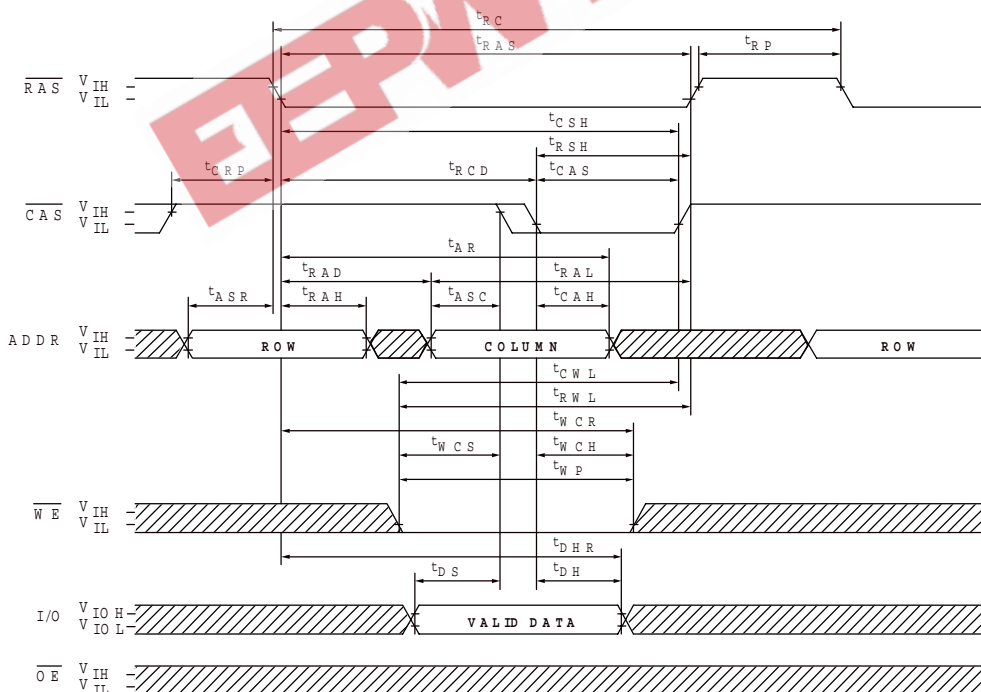 tRC
tRAS tRP
RAS VIH VIL
tCSH
tRSH
tCRP tRCD tCAS
CAS VIH VIL
tAR
tRAD tRAL
tASR tRAH tASC tCAH
ADDR VIH VIL ROW COLUMN ROW
tCWL
tRWL
tWCR
tWCS tWCH
tWP
WE VIH VIL
tDHR
tDS tDH
I/O VIOH VIOL VALID DATA
OE VIH VIL